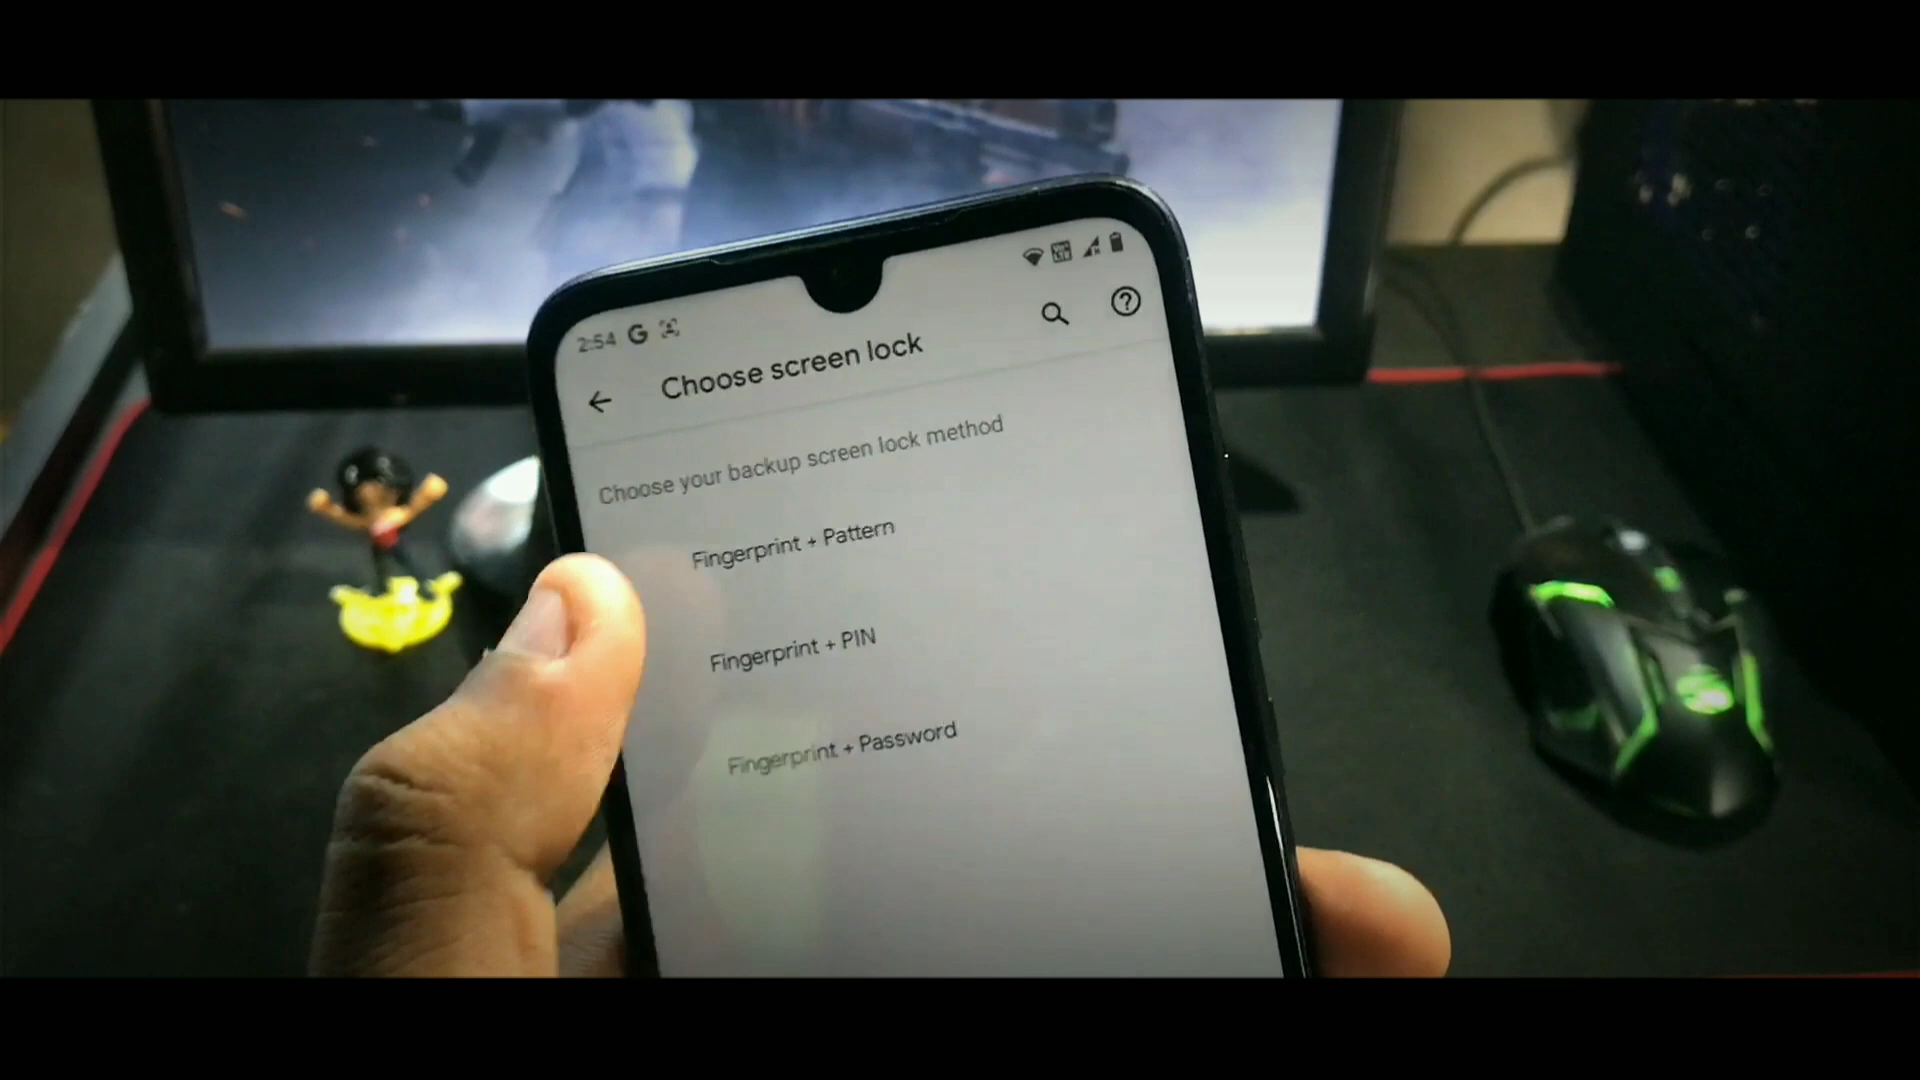 2:54 G
Choose screen lock
Choose your backup screen lock method
Fingerprint + Pattern
Fingerprint + PIN
Fingerprint + Password